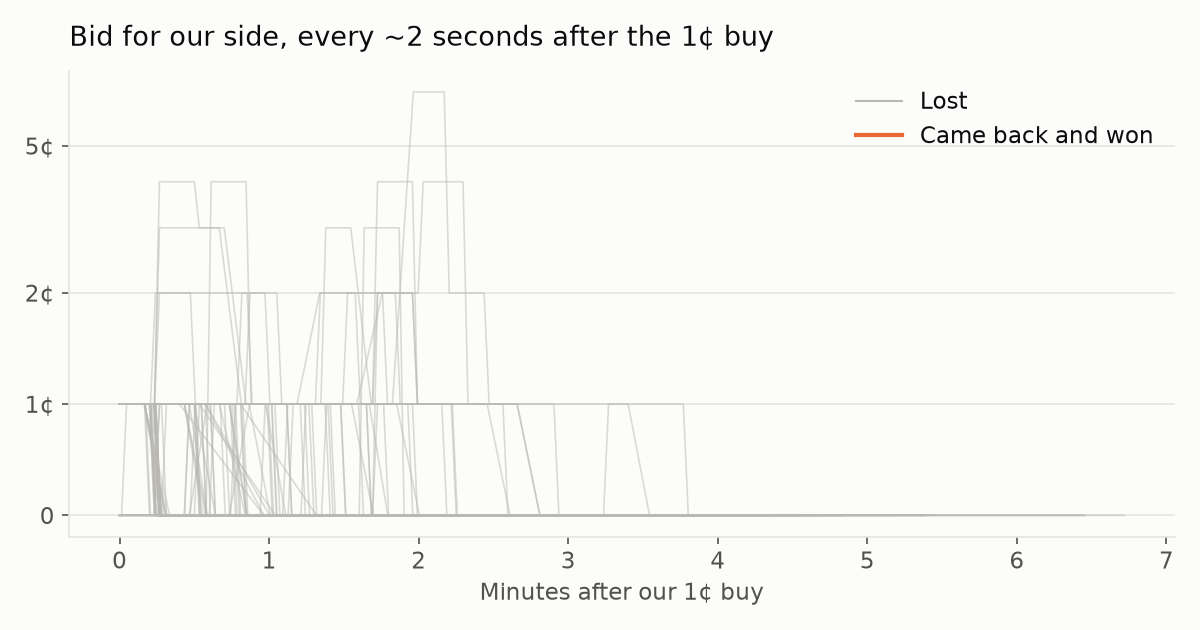 Bid for our side, every ~2 seconds after the 1¢ buy
Lost
Came back and won
5¢
2¢
1¢
0
0 1 2 3 4 5 6 7
Minutes after our 1¢ buy